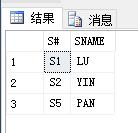 结果 消息
S# SNAME
1 S1 LU
2 S2 YIN
3 S5 PAN